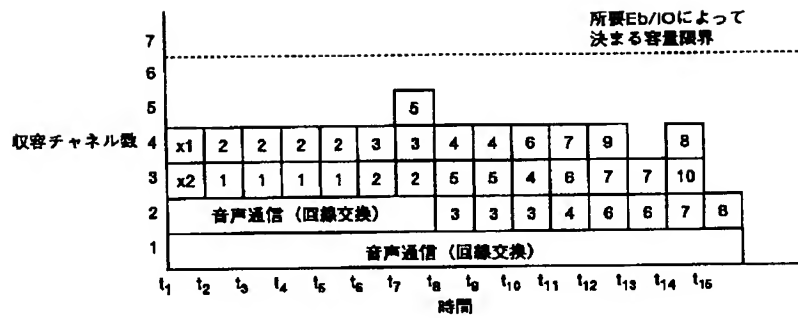 所要Eb/IOによって
決まる容量限界
7
6
5 5
収容チャネル数 4 x1 2 2 2 2 3 3 4 4 6 7 9 8
3 x2 1 1 1 1 2 2 5 5 4 6 7 7 10
2 音声通信（回線交換） 3 3 3 4 6 6 7 8
1 音声通信（回線交換）
t1 t2 t3 t4 t5 t6 t7 t8 t9 t10 t11 t12 t13 t14 t15
時間